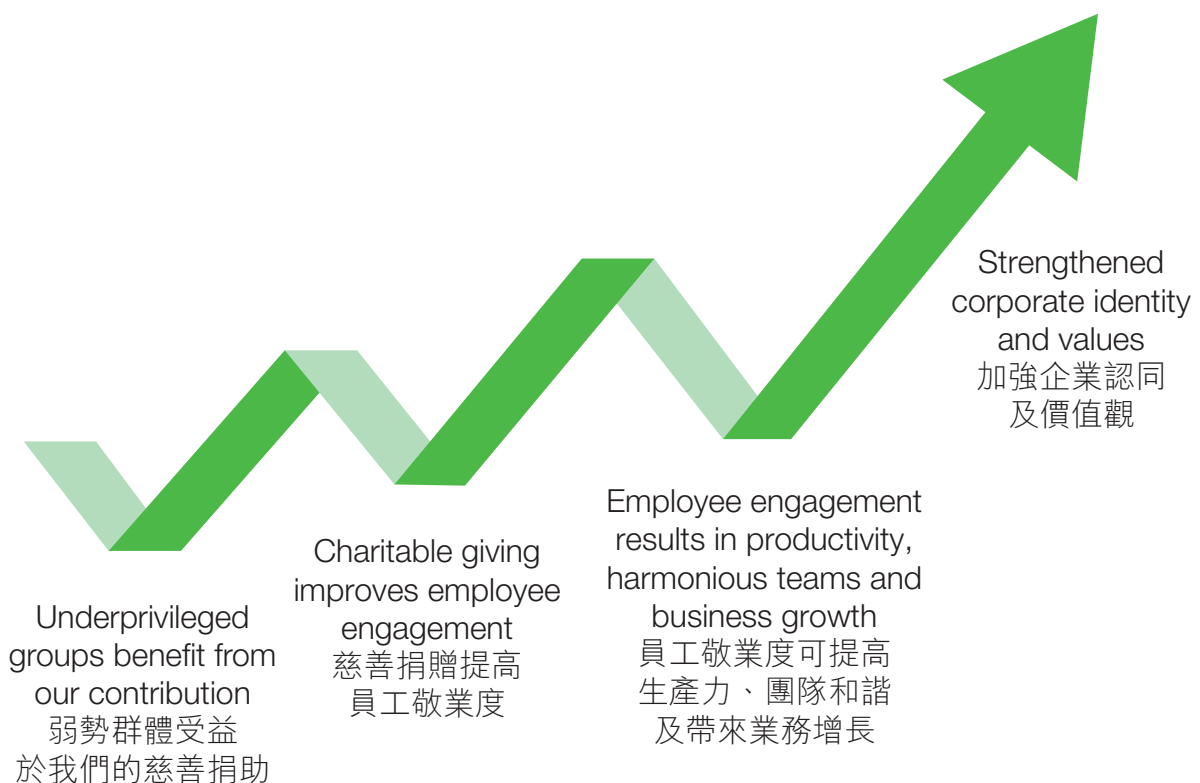 Underprivileged
groups benefit from
our contribution
弱勢群體受益
於我們的慈善捐助
Charitable giving
improves employee
engagement
慈善捐贈提高
員工敬業度
Employee engagement
results in productivity,
harmonious teams and
business growth
員工敬業度可提高
生產力、團隊和諧
及帶來業務增長
Strengthened
corporate identity
and values
加強企業認同
及價值觀